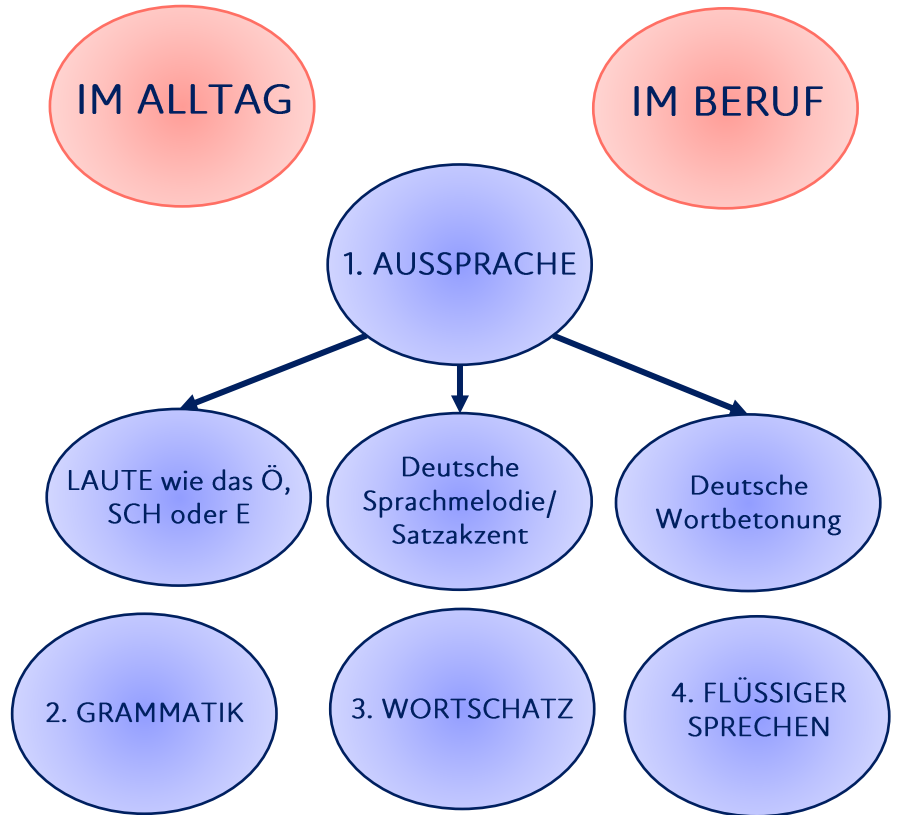 IM ALLTAG
IM BERUF
1. AUSSPRACHE
LAUTE wie das Ö,
SCH oder E
Deutsche
Sprachmelodie/
Satzakzent
Deutsche
Wortbetonung
2. GRAMMATIK
3. WORTSCHATZ
4. FLÜSSIGER
SPRECHEN